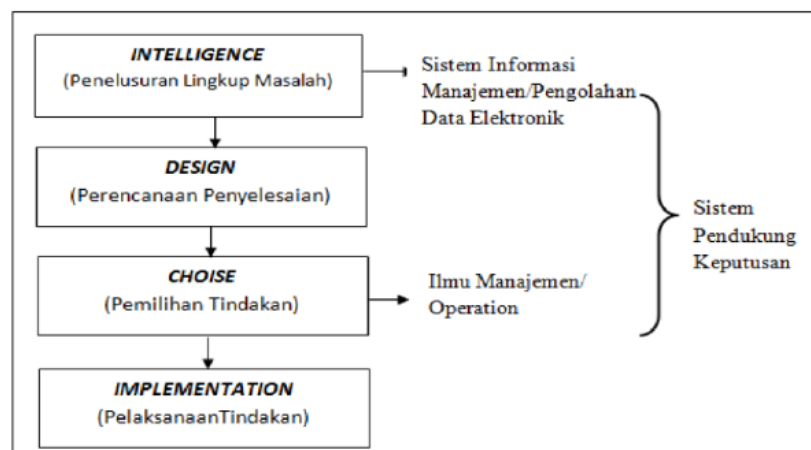 INTELLIGENCE
(Penelusuran Lingkup Masalah)
Sistem Informasi
Manajemen/Pengolahan
Data Elektronik
DESIGN
(Perencanaan Penyelesaian)
Sistem
Pendukung
Keputusan
CHOISE
(Pemilihan Tindakan)
Ilmu Manajemen/
Operation
IMPLEMENTATION
(PelaksanaanTindakan)